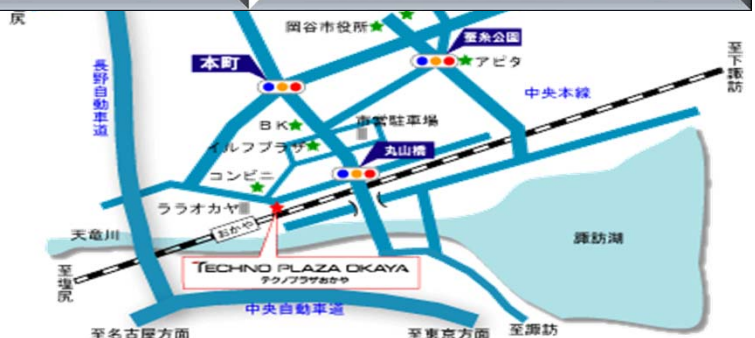 尻
岡谷市役所
蚕糸公園
本町
アピタ
至下諏訪
長野自動車道
中央本線
BK
市営駐車場
イルフプラザ
丸山橋
コンビニ
ララオカヤ
おかや
天竜川
諏訪湖
至塩尻
TECHNO PLAZA OKAYA
テクノプラザおかや
中央自動車道
至名古屋方面
至東京方面
至諏訪